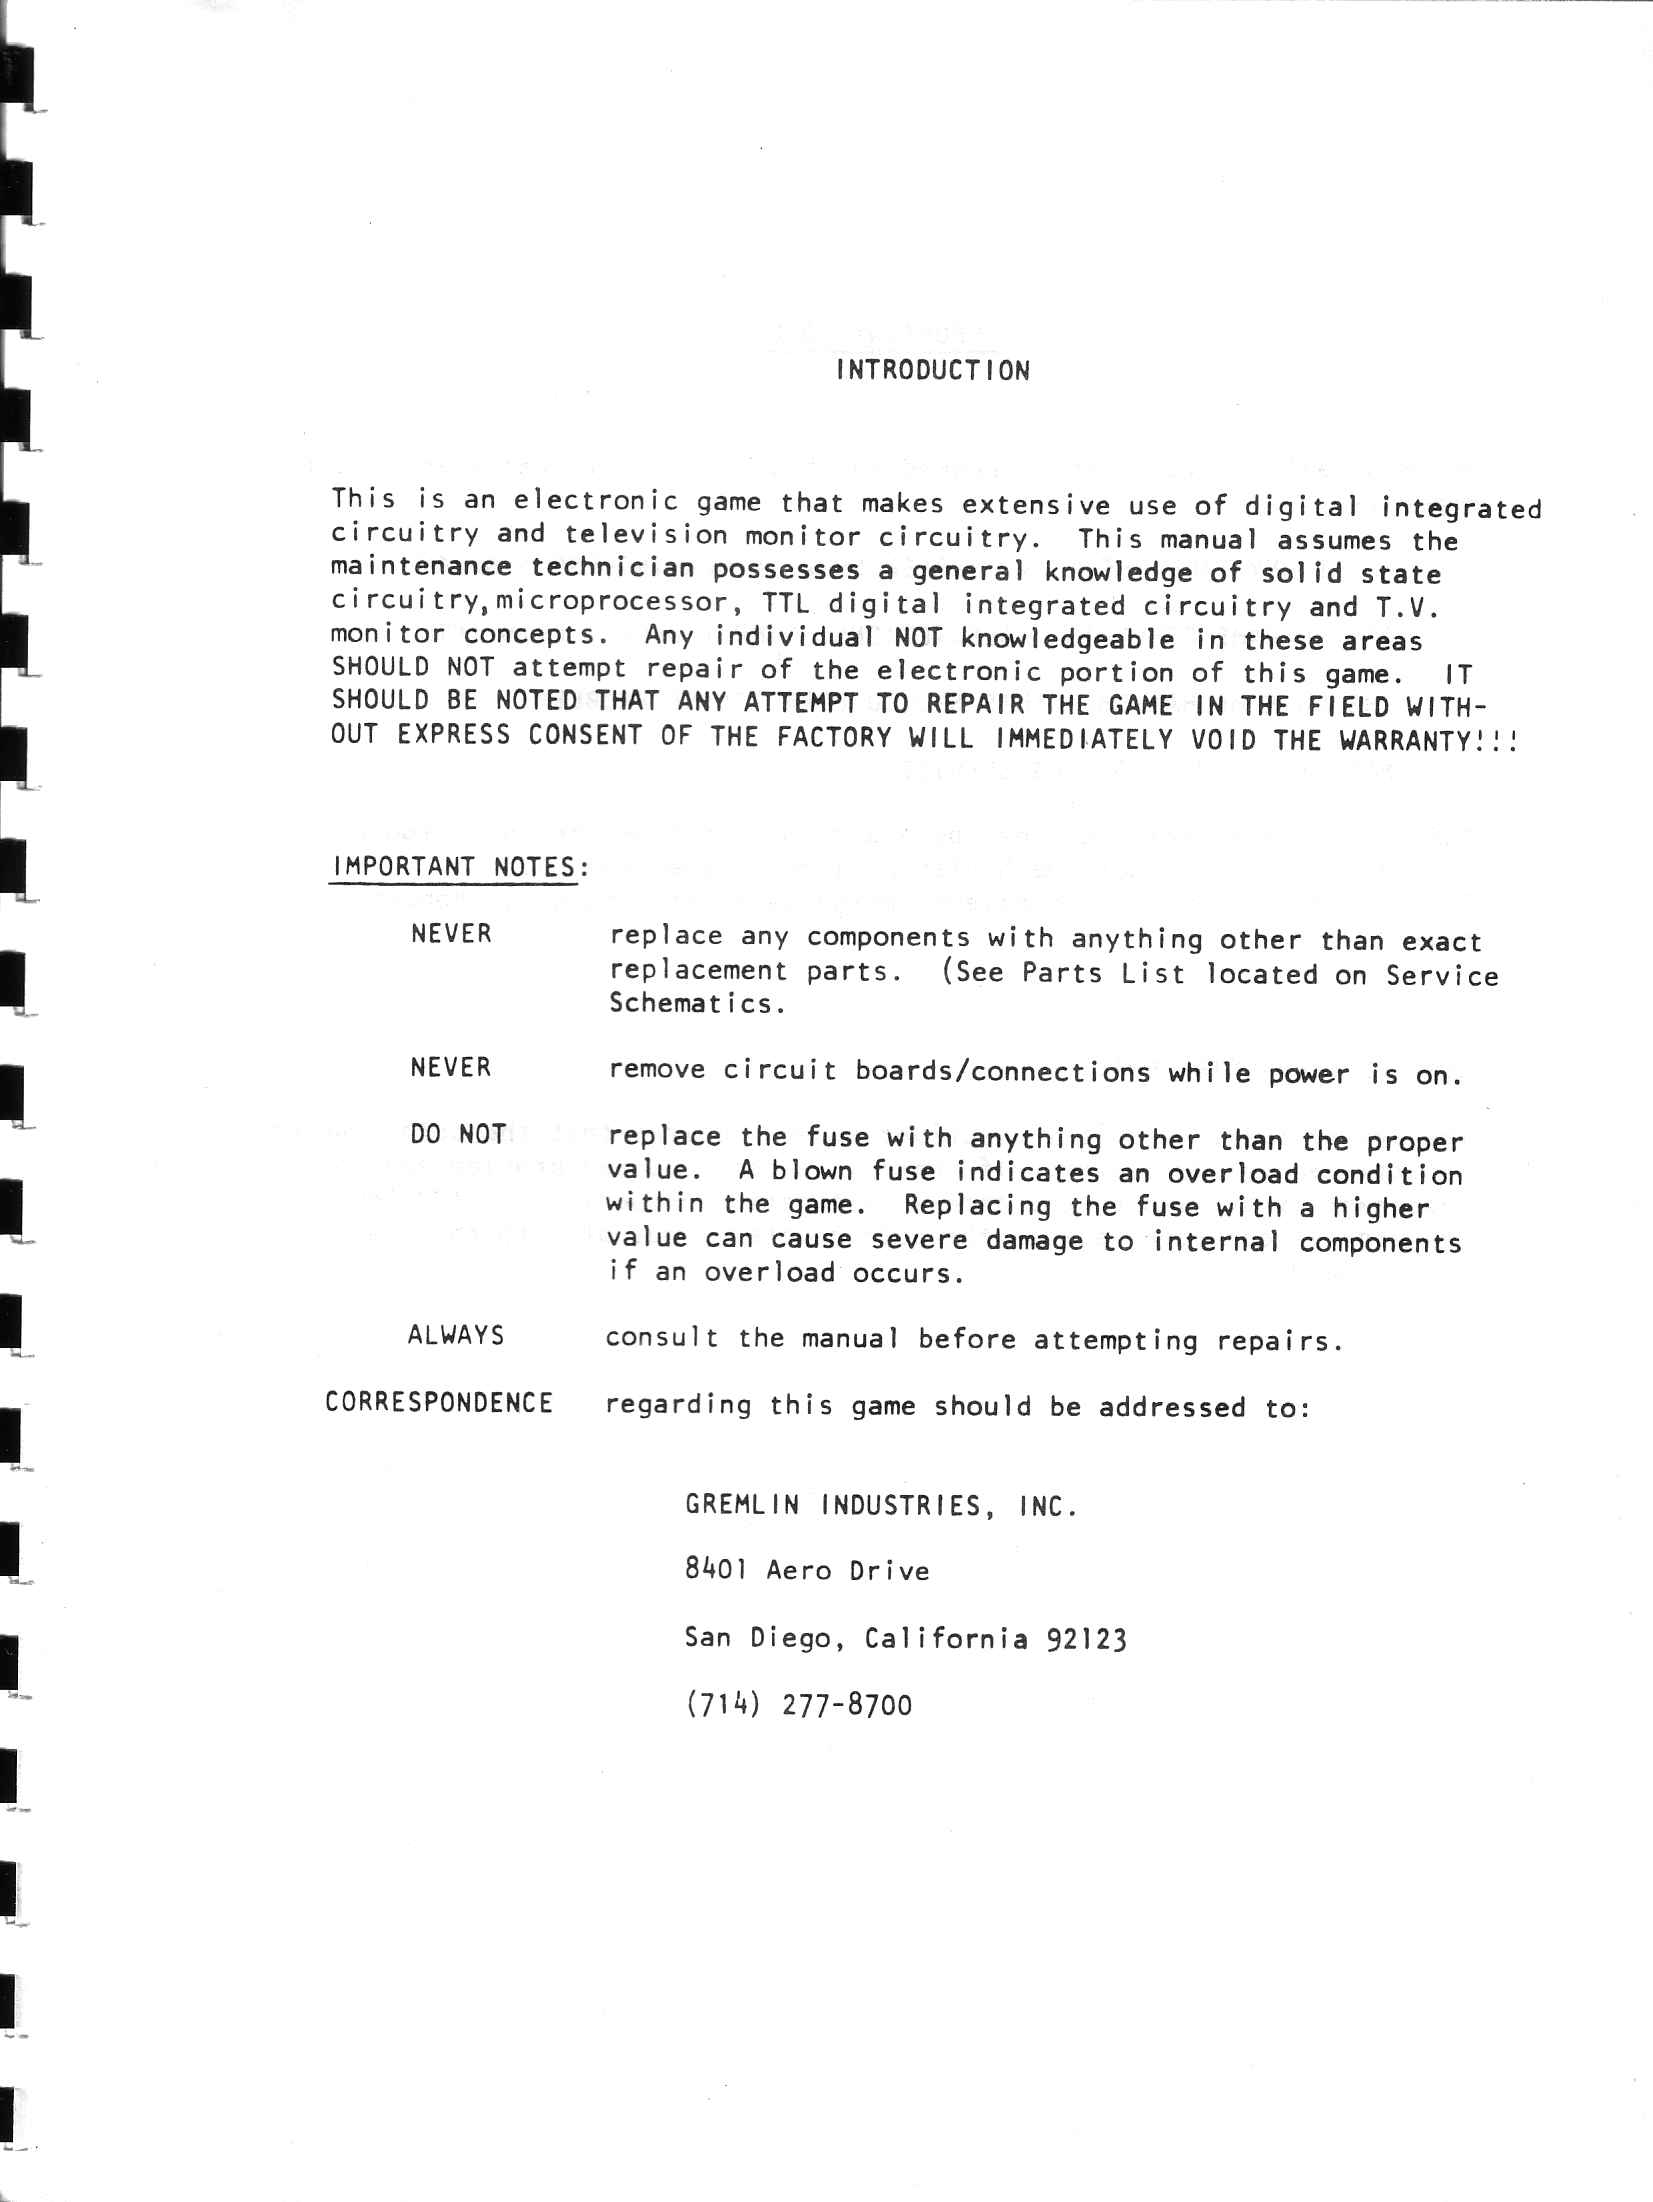 INTRODUCTION
This is an electronic game that makes extensive use of digital integrated
circuitry and television monitor circuitry. This manual assumes the
maintenance technician possesses a general knowledge of solid state
circuitry, microprocessor, TTL digital integrated circuitry and T.V.
monitor concepts. Any individual NOT knowledgeable in these areas
SHOULD NOT attempt repair of the electronic portion of this game. IT
SHOULD BE NOTED THAT ANY ATTEMPT TO REPAIR THE GAME IN THE FIELD WITH-
OUT EXPRESS CONSENT OF THE FACTORY WILL IMMEDIATELY VOID THE WARRANTY!!!
IMPORTANT NOTES:
NEVER replace any components with anything other than exact
replacement parts. (See Parts List located on Service
Schematics.
NEVER remove circuit boards/connections while power is on.
DO NOT replace the fuse with anything other than the proper
value. A blown fuse indicates an overload condition
within the game. Replacing the fuse with a higher
value can cause severe damage to internal components
if an overload occurs.
ALWAYS consult the manual before attempting repairs.
CORRESPONDENCE regarding this game should be addressed to:
GREMLIN INDUSTRIES, INC.
8401 Aero Drive
San Diego, California 92123
(714) 277-8700